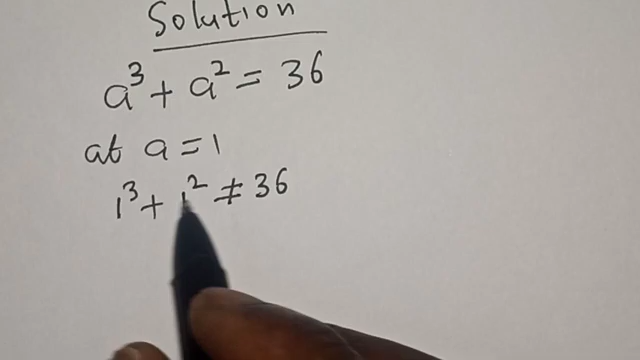 Solution
a³ + a² = 36
at a = 1
1³ + 1² ≠ 36